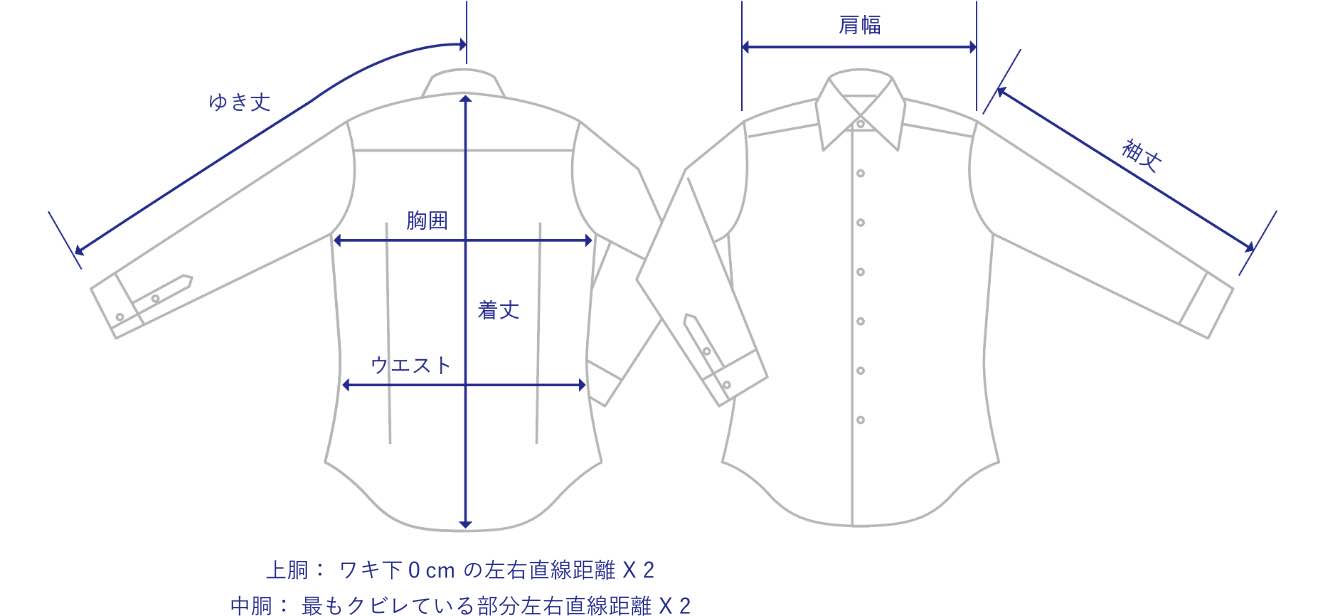 肩幅
ゆき丈
袖丈
胸囲
着丈
ウエスト
上胴： ワキ下0cm の左右直線距離 X 2
中胴： 最もクビレている部分左右直線距離 X 2